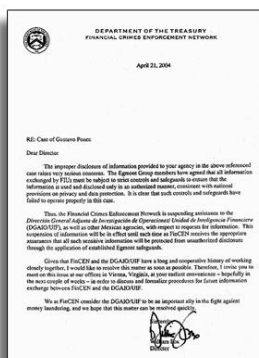 DEPARTMENT OF THE TREASURY
FINANCIAL CRIMES ENFORCEMENT NETWORK
April 21, 2004
RE: Case of Gustavo Ponce
Dear Director
The improper disclosure of information provided to your agency in the above referenced
case raises very serious concerns. The Egmont Group members have agreed that all information
exchanged by FIUs must be subject to strict controls and safeguards to ensure that the
information is used and disclosed only in an authorized manner, consistent with national
provisions on privacy and data protection. It is clear that such controls and safeguards have
failed to operate properly in this case.
Thus, the Financial Crimes Enforcement Network is suspending assistance to the
Dirección General Adjunta de Investigación de Operaciones/ Unidad de Inteligencia Financiera
(DGAIO/UIF), as well as other Mexican agencies, with respect to requests for information. This
suspension of information will be in effect until such time as FinCEN receives the appropriate
assurances that all such sensitive information will be protected from unauthorized disclosure
through the application of established Egmont safeguards.
Given that FinCEN and the DGAIO/UIF have a long and cooperative history of working
closely together, I would like to resolve this matter as soon as possible. Therefore, I invite you to
meet on this issue at our offices in Vienna, Virginia, at your earliest convenience - hopefully in
the next couple of weeks - in order to discuss and formalize procedures for future information
exchange between FinCEN and the DGAIO/UIF.
We at FinCEN consider the DGAIO/UIF to be an important ally in the fight against
money laundering, and we hope that this matter can be resolved quickly.
Sincerely
Director